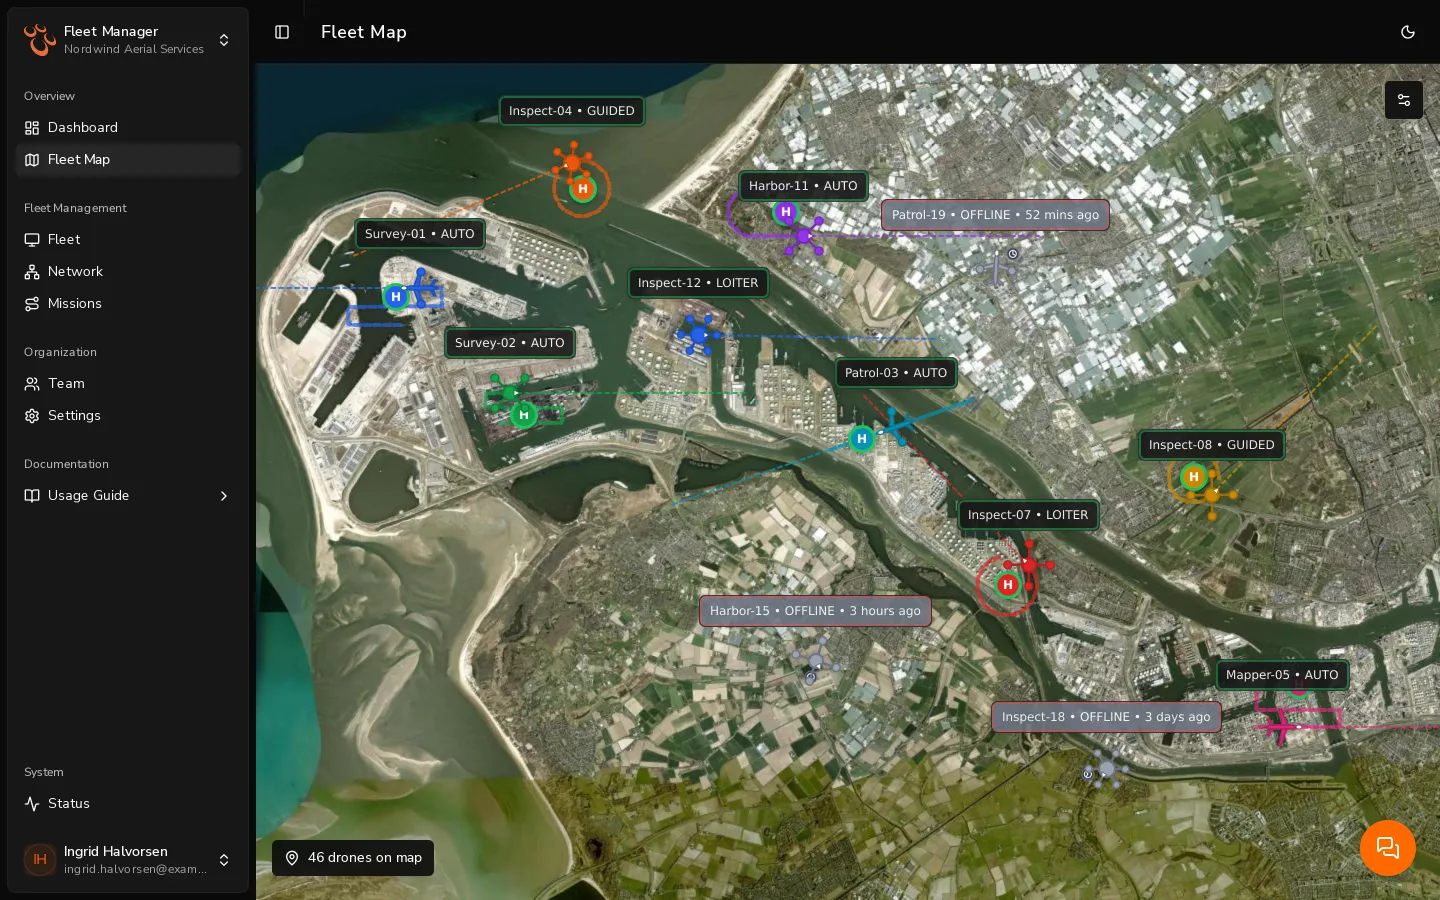 Fleet Manager
Nordwind Aerial Services
Overview
Dashboard
Fleet Map
Fleet Management
Fleet
Network
Missions
Organization
Team
Settings
Documentation
Usage Guide
System
Status
IH
Ingrid Halvorsen
ingrid.halvorsen@exam...
Fleet Map
Inspect-04 • GUIDED
H
Harbor-11 • AUTO
H
Patrol-19 • OFFLINE • 52 mins ago
Survey-01 • AUTO
H
Inspect-12 • LOITER
Survey-02 • AUTO
H
Patrol-03 • AUTO
H
Inspect-08 • GUIDED
H
Inspect-07 • LOITER
H
Harbor-15 • OFFLINE • 3 hours ago
Mapper-05 • AUTO
Inspect-18 • OFFLINE • 3 days ago
46 drones on map